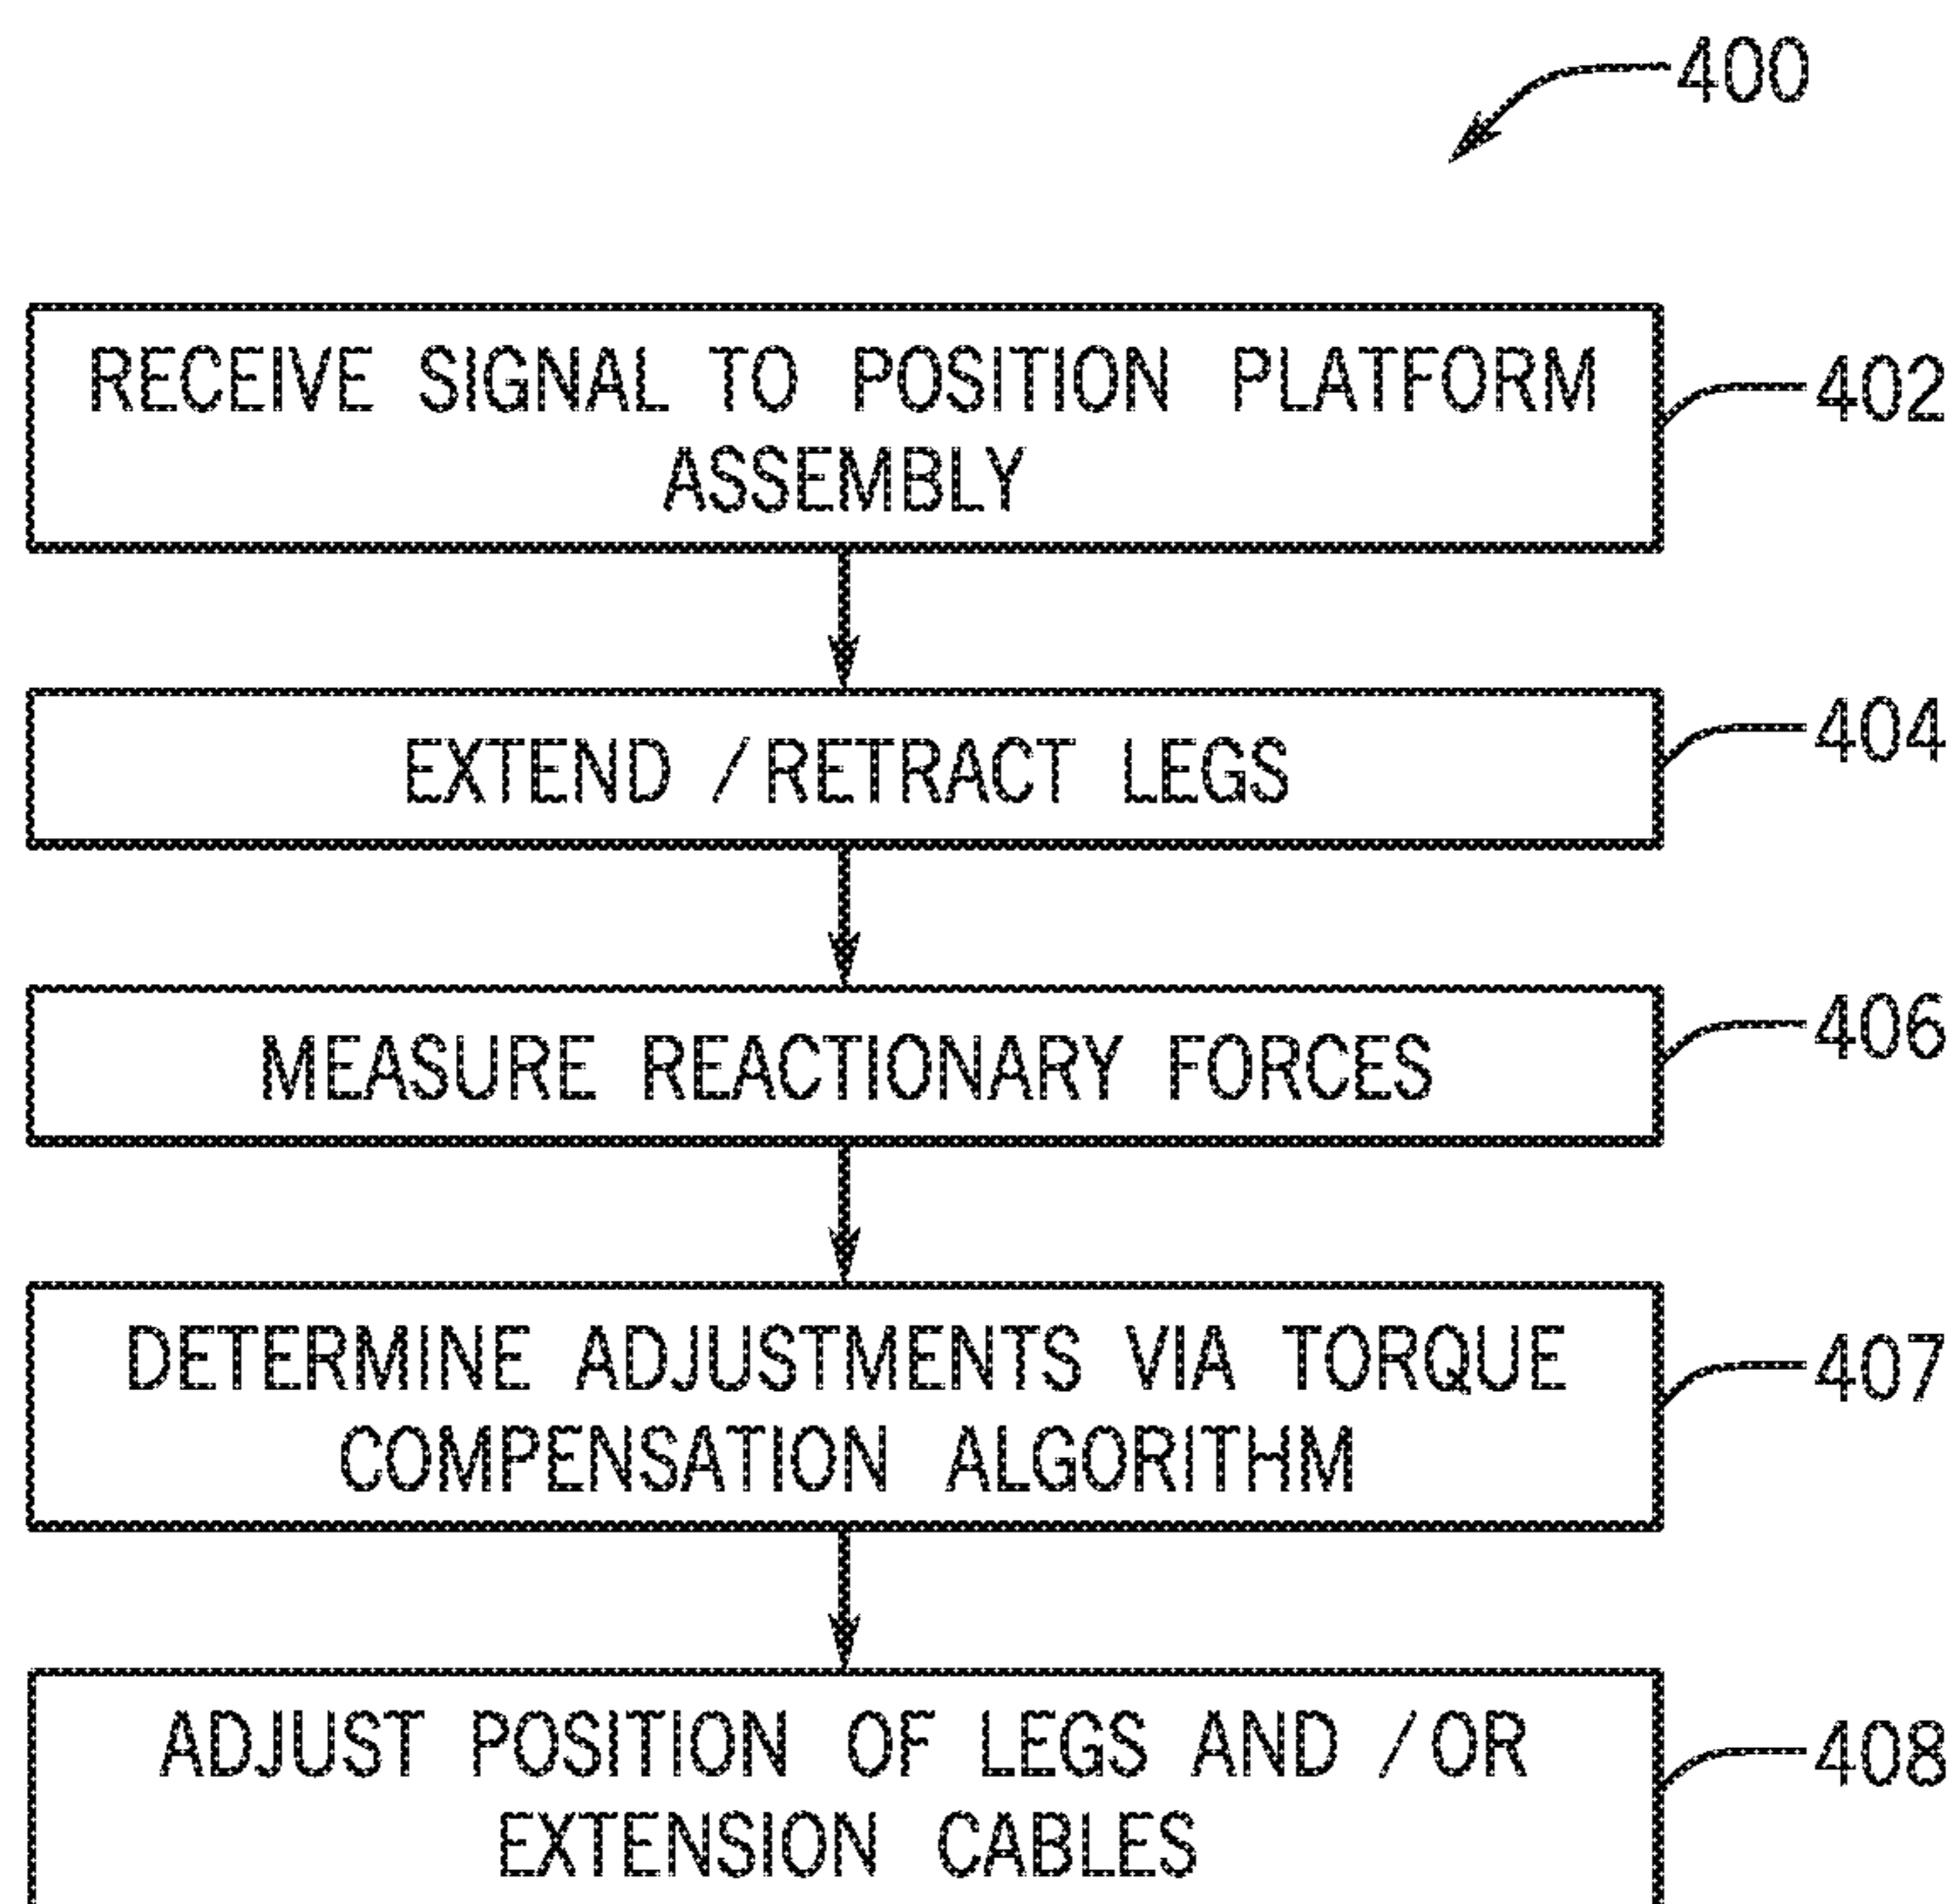 400
RECEIVE SIGNAL TO POSITION PLATFORM
ASSEMBLY
402
EXTEND / RETRACT LEGS
404
MEASURE REACTIONARY FORCES
406
DETERMINE ADJUSTMENTS VIA TORQUE
COMPENSATION ALGORITHM
407
ADJUST POSITION OF LEGS AND / OR
EXTENSION CABLES
408